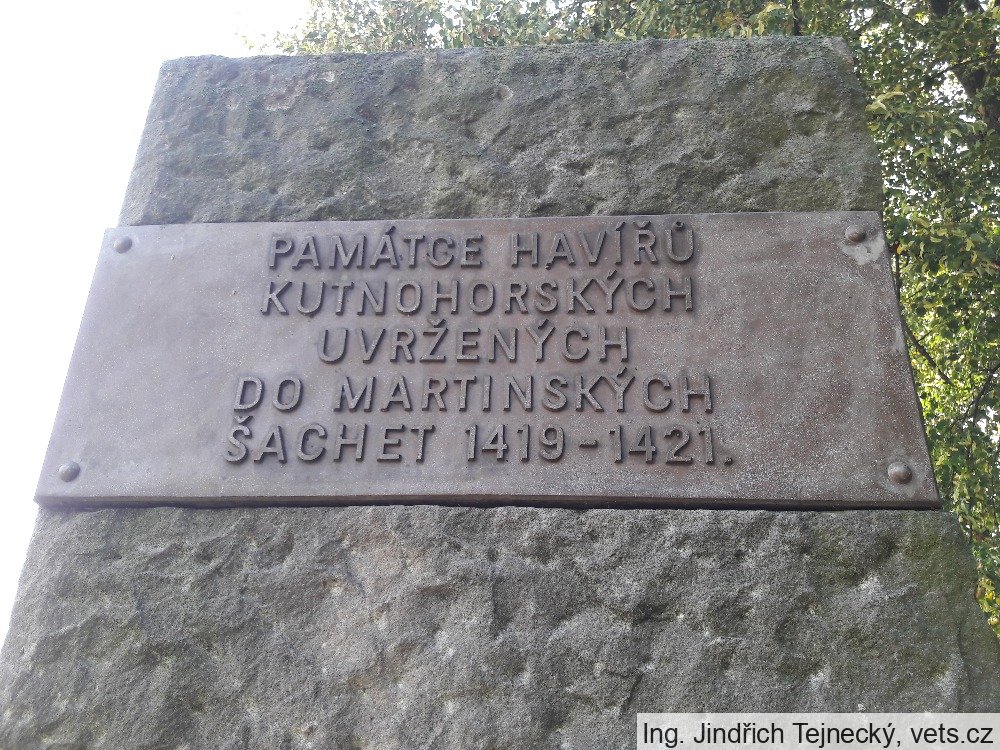 PAMÁTCE HAVÍŘŮ
KUTNOHORSKÝCH
UVRŽENÝCH
DO MARTINSKÝCH
ŠACHET 1419-1421.
Ing. Jindřich Tejnecký, vets.cz